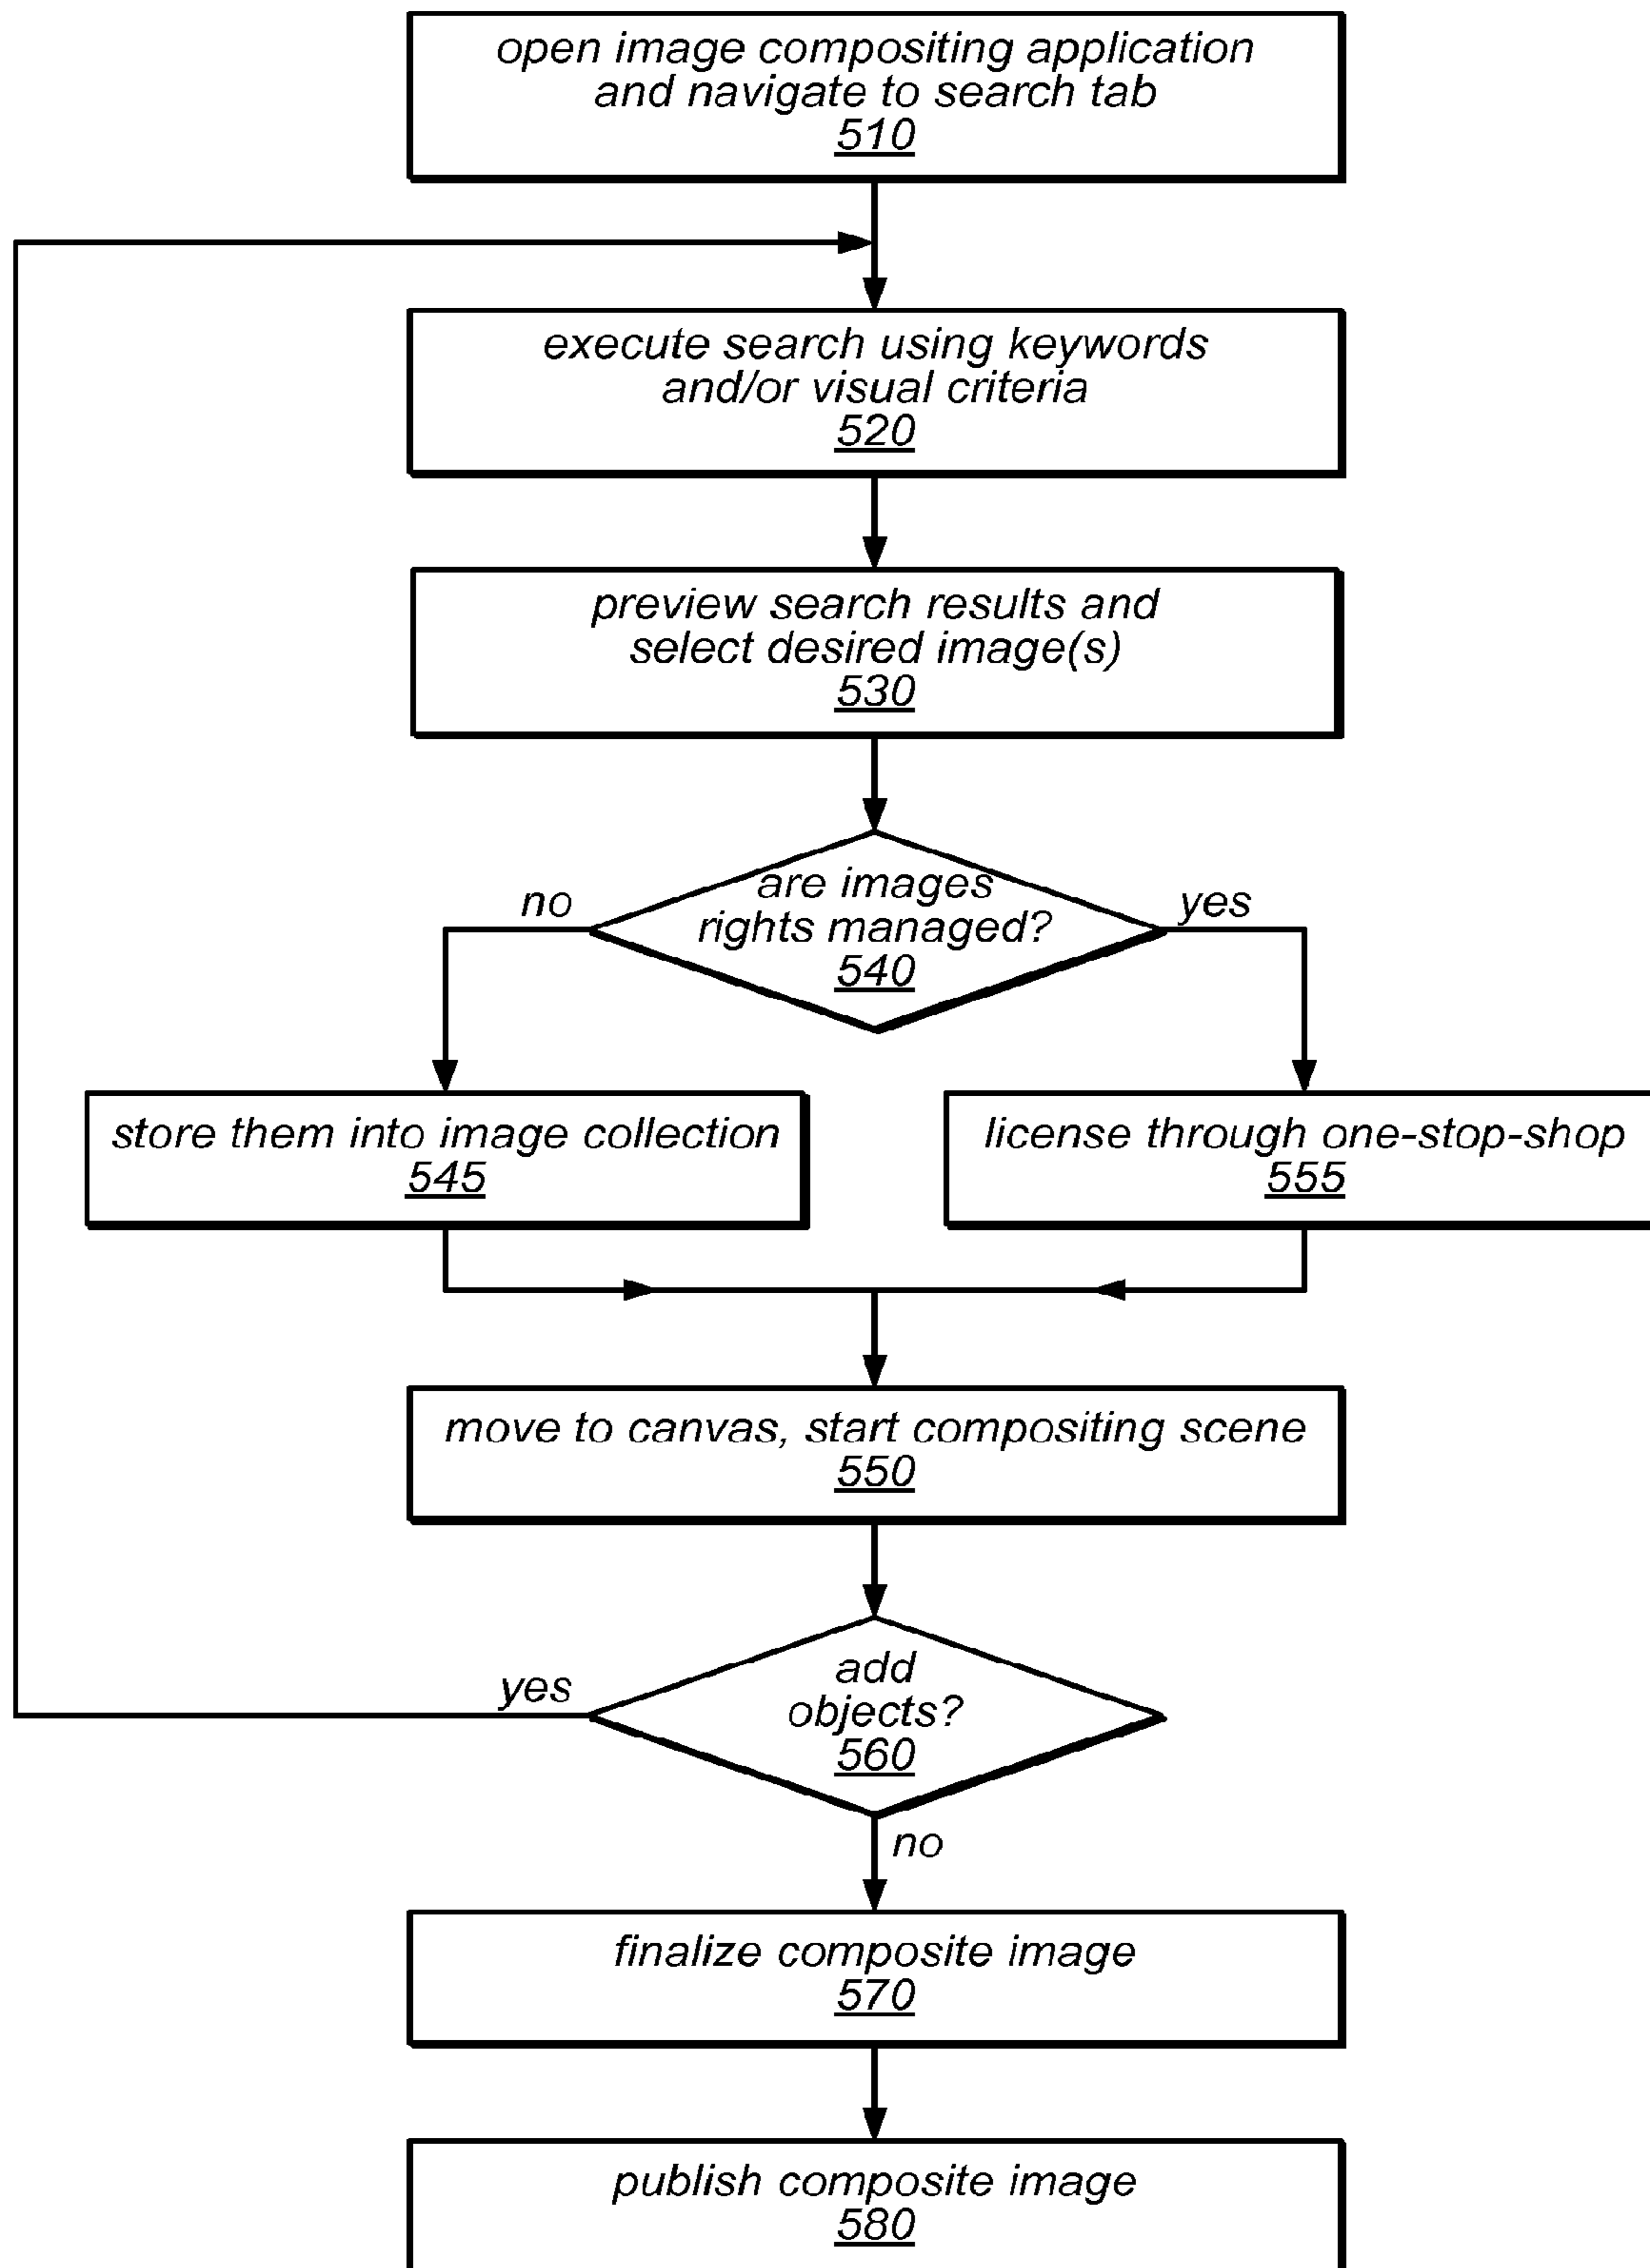 open image compositing application
and navigate to search tab
510
execute search using keywords
and/or visual criteria
520
preview search results and
select desired image(s)
530
are images
rights managed?
540
no
yes
store them into image collection
545
license through one-stop-shop
555
move to canvas, start compositing scene
550
add
objects?
560
yes
no
finalize composite image
570
publish composite image
580